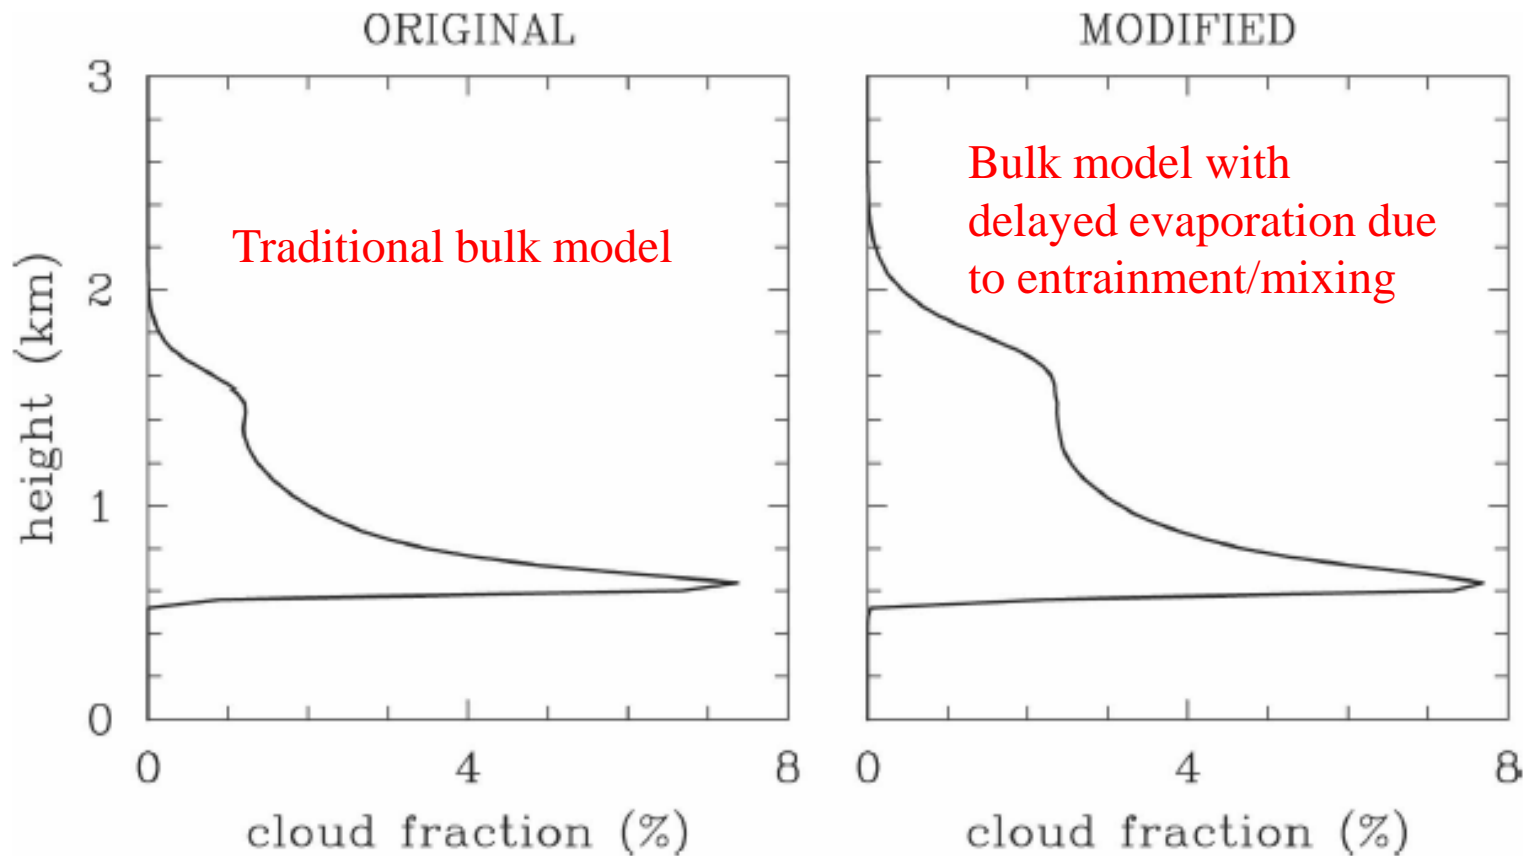 ORIGINAL
MODIFIED
3
2
1
0
height (km)
Traditional bulk model
0
4
8
cloud fraction (%)
Bulk model with
delayed evaporation due
to entrainment/mixing
0
4
8
cloud fraction (%)